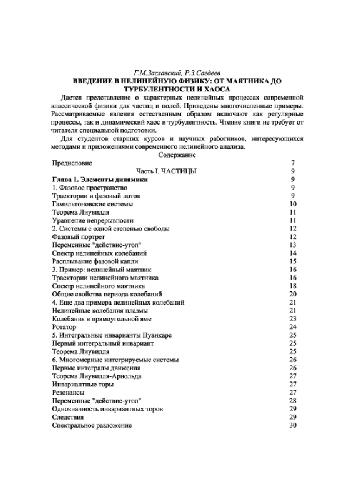 Г.М.Заславский, Р.З.Сагдеев
ВВЕДЕНИЕ В НЕЛИНЕЙНУЮ ФИЗИКУ: ОТ МАЯТНИКА ДО
ТУРБУЛЕНТНОСТИ И ХАОСА
Дается представление о характерных нелинейных процессах современной
классической физики для частиц и полей. Приведены многочисленные примеры.
Рассматриваемые явления естественным образом включают как регулярные
процессы, так и динамический хаос и турбулентность. Чтение книги не требует от
читателя специальной подготовки.
Для студентов старших курсов и научных работников, интересующихся
методами и приложениями современного нелинейного анализа.
Содержание
Предисловие 7
Часть I. ЧАСТИЦЫ 9
Глава 1. Элементы динамики 9
1. Фазовое пространство 9
Траектории и фазовый поток 9
Гамильтоновские системы 10
Теорема Лиувилля 11
Уравнение непрерывности 11
2. Системы с одной степенью свободы 12
Фазовый портрет 12
Переменные "действие-угол" 13
Спектр нелинейных колебаний 14
Расплывание фазовой капли 15
3. Пример: нелинейный маятник 16
Траектории нелинейного маятника 16
Спектр нелинейного маятника 18
Общие свойства периода колебаний 20
4. Еще два примера нелинейных колебаний 21
Нелинейные колебания плазмы 21
Колебания в прямоугольной яме 23
Ротатор 24
5. Интегральные инварианты Пуанкаре 25
Первый интегральный инвариант 25
Теорема Лиувилля 25
6. Многомерные интегрируемые системы 26
Первые интегралы движения 26
Теорема Лиувилля-Арнольда 27
Инвариантные торы 27
Резонансы 27
Переменные "действие-угол" 28
Однозначность инвариантных торов 29
Следствия 29
Спектральное разложение 30